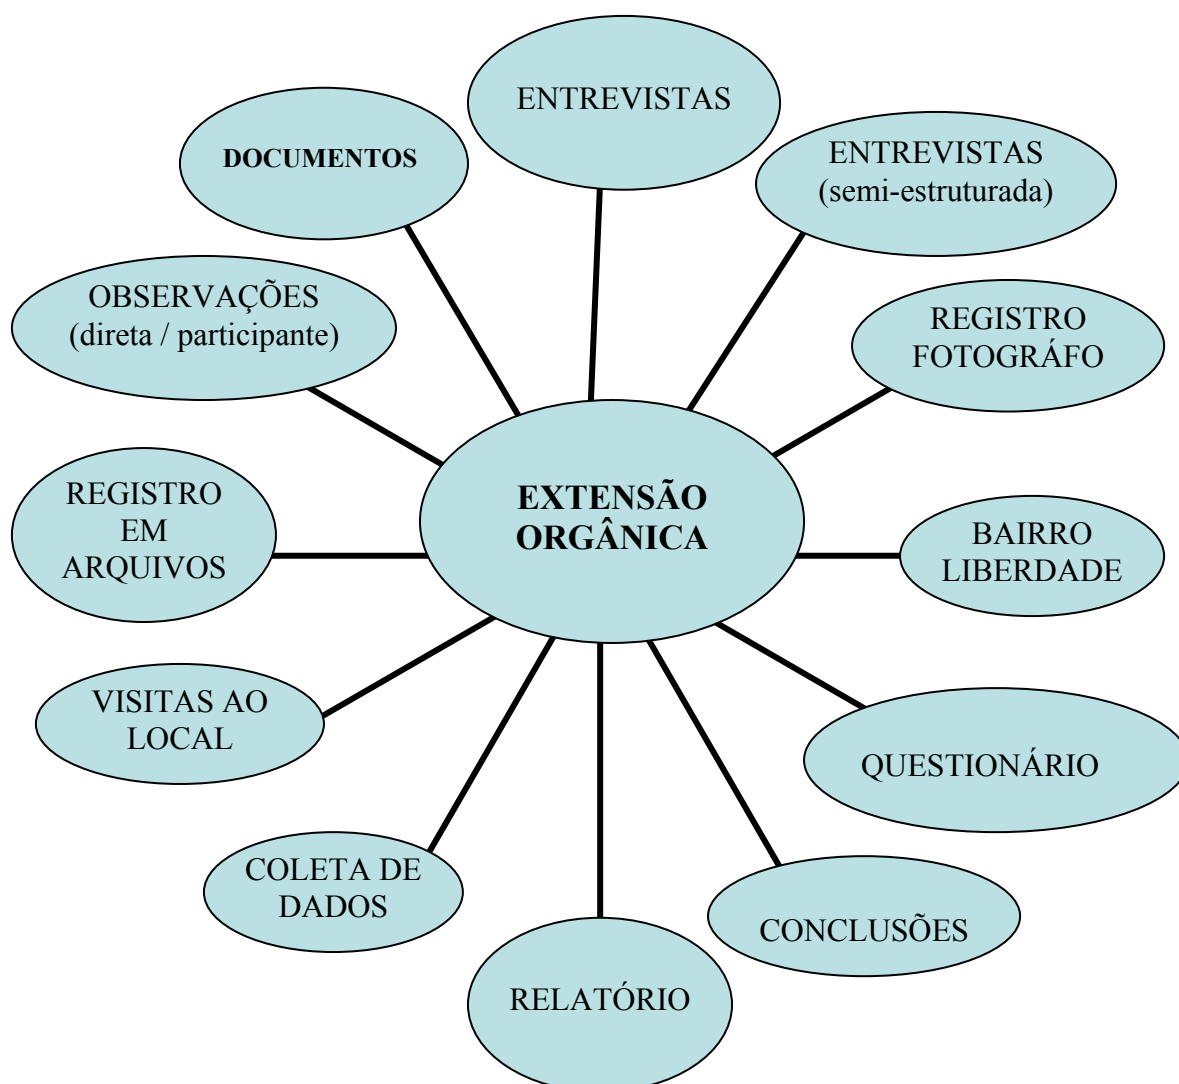 ENTREVISTAS
DOCUMENTOS
ENTREVISTAS
(semi-estruturada)
OBSERVAÇÕES
(direta / participante)
REGISTRO
FOTOGRÁFO
EXTENSÃO
ORGÂNICA
REGISTRO
EM
ARQUIVOS
BAIRRO
LIBERDADE
VISITAS AO
LOCAL
QUESTIONÁRIO
COLETA DE
DADOS
CONCLUSÕES
RELATÓRIO